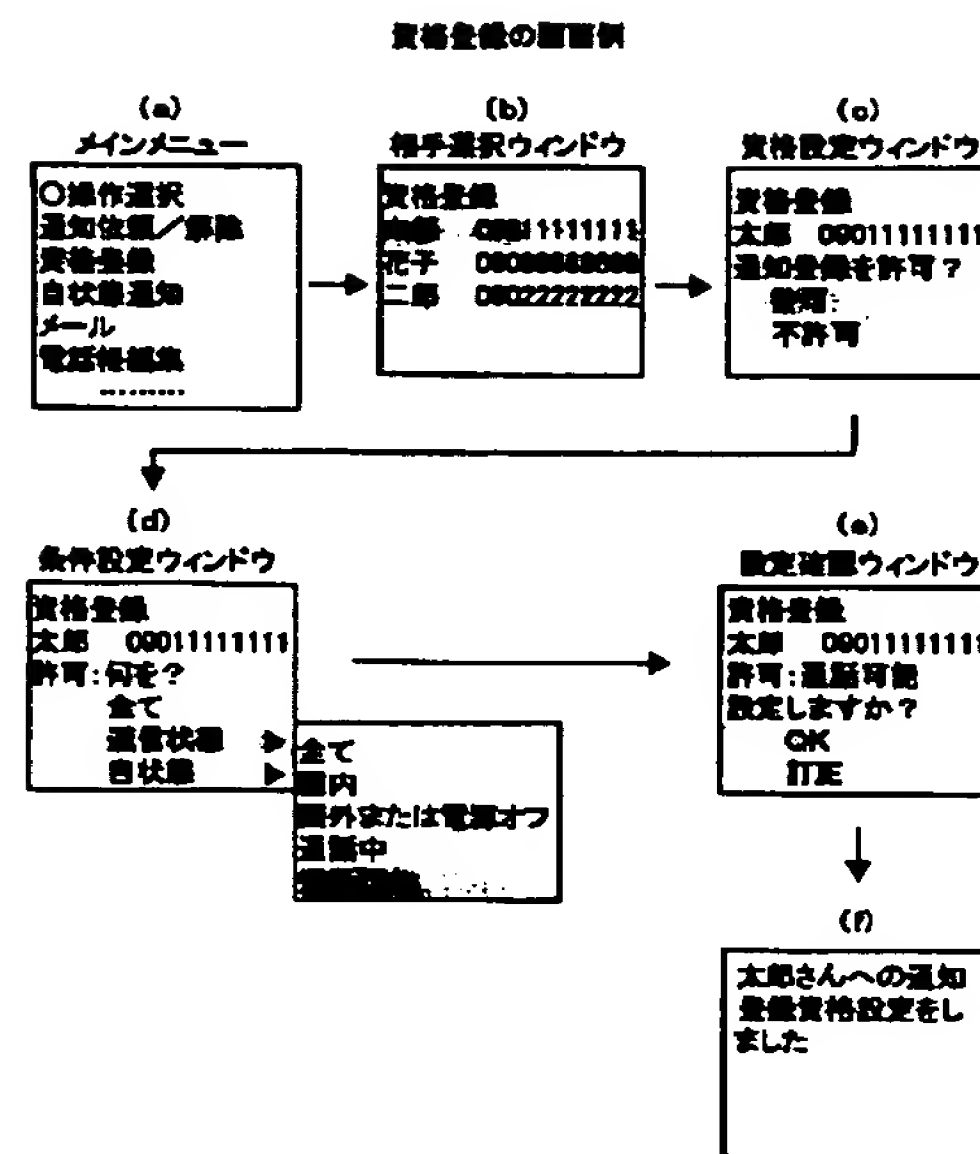 資格登録の画面例
(a)
メインメニュー
○操作選択
通知依頼／解除
資格登録
自状態通知
メール
電話帳編集
………
(b)
相手選択ウィンドウ
資格登録
太郎 09011111111
花子
二郎 09022222222
(c)
資格設定ウィンドウ
資格登録
太郎 09011111111
通知登録を許可？
許可:
不許可
(d)
条件設定ウィンドウ
資格登録
太郎 09011111111
許可:何を？
全て
通信状態 ▶
自状態 ▶
全て
圏内
圏外または電源オフ
通話中
(e)
設定確認ウィンドウ
資格登録
太郎 09011111111
許可:通話可能
設定しますか？
OK
訂正
(f)
太郎さんへの通知
登録資格設定をし
ました